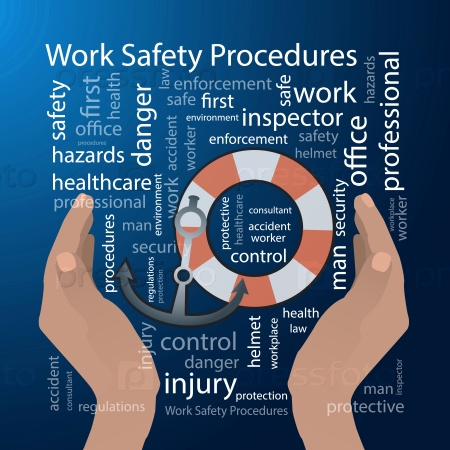 Work Safety Procedures
safety
first
health
law
enforcement
safe
first
safe
work
hazards
professional
office
procedures
danger
accident
worker
environment
inspector
enforcement
safety
helmet
office
hazards
healthcare
professional
work
environment
man
security
procedures
regulations
protection
protective
healthcare
consultant
accident
worker
control
security
man
workplace
worker
injury
control
danger
injury
protection
Work Safety Procedures
helmet
workplace
health
law
accident
consultant
regulations
man
inspector
protective